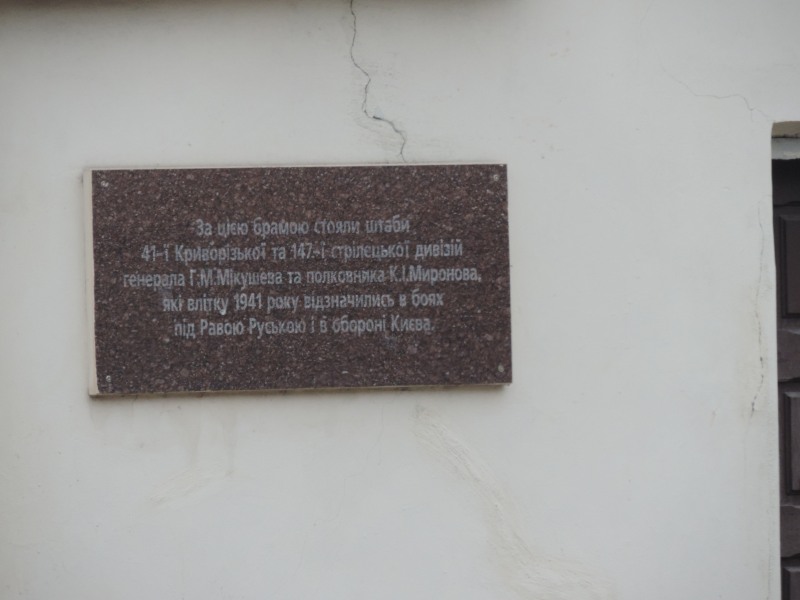 За цією брамою стояли штаби
41-ї Криворізької та 147-ї стрілецької дивізій
генерала Г.М.Мікушева та полковника К.І.Миронова,
які влітку 1941 року відзначились в боях
під Равою Руською і в обороні Києва.